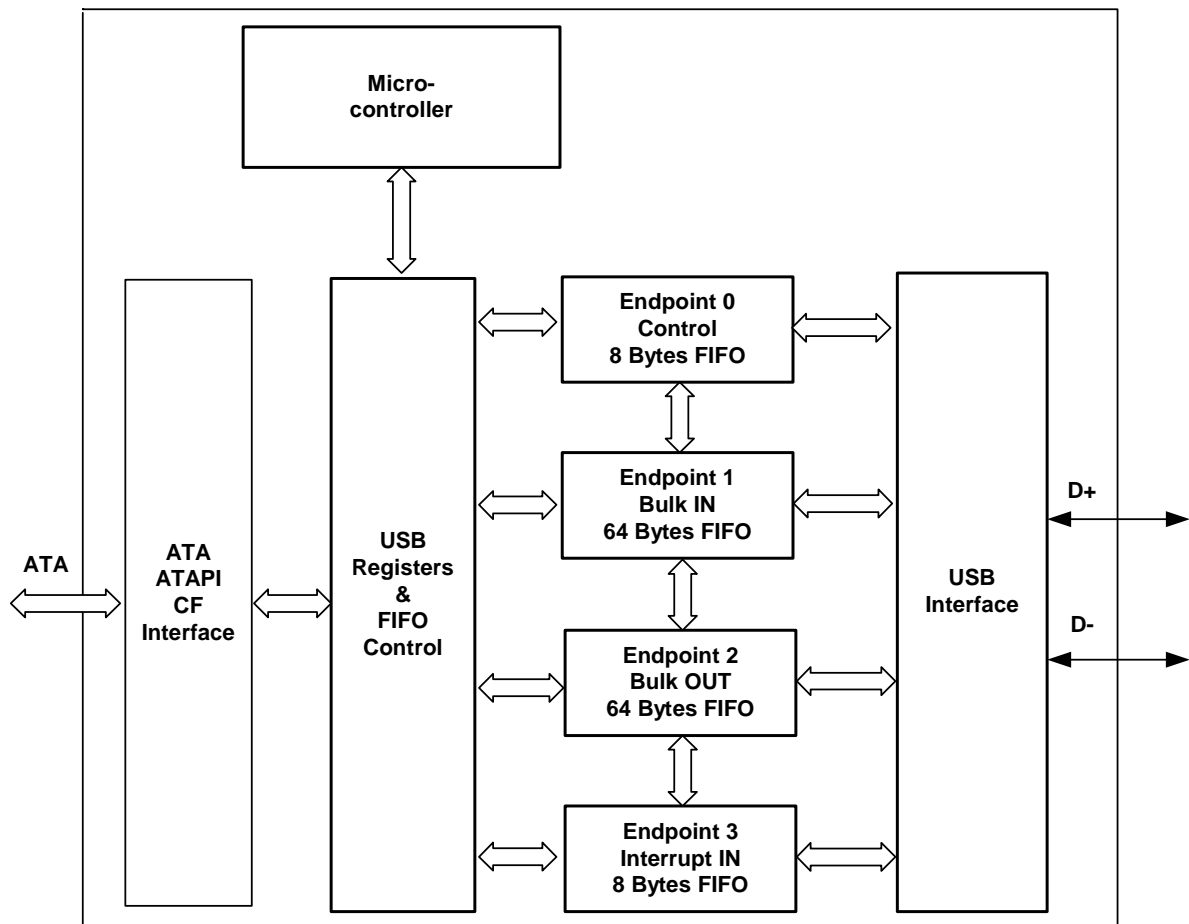 Micro-
controller
Endpoint 0
Control
8 Bytes FIFO
Endpoint 1
Bulk IN
64 Bytes FIFO
D+
ATA
ATA
ATAPI
CF
Interface
USB
Registers
&
FIFO
Control
USB
Interface
D-
Endpoint 2
Bulk OUT
64 Bytes FIFO
Endpoint 3
Interrupt IN
8 Bytes FIFO